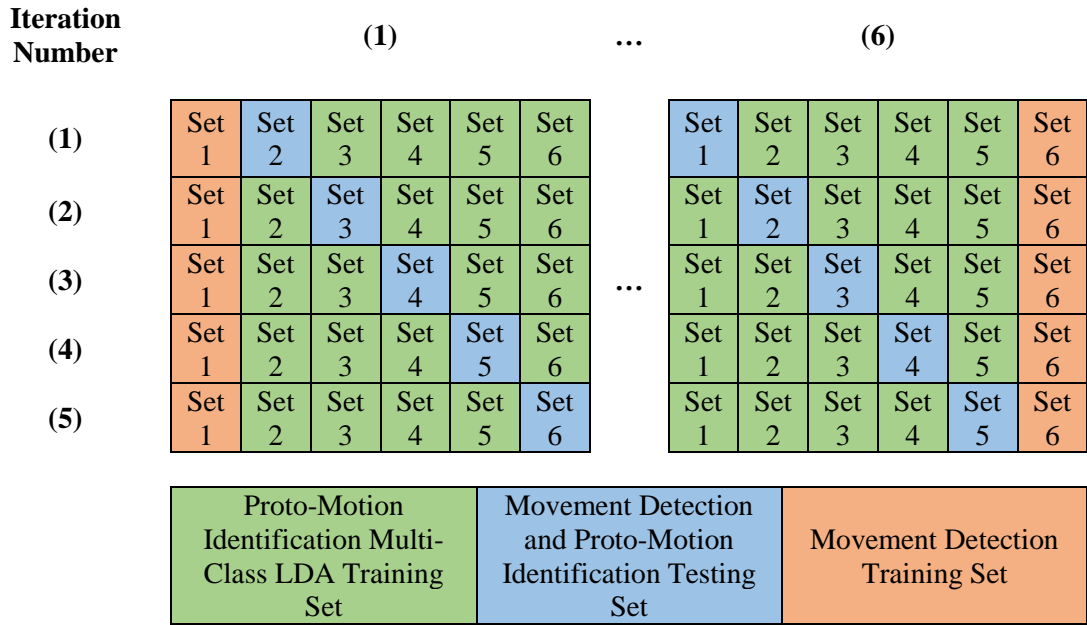 Iteration
Number
(1)
...
(6)
(1)
Set Set Set Set Set Set
1 2 3 4 5 6
Set Set Set Set Set Set
1 2 3 4 5 6
(2)
Set Set Set Set Set Set
1 2 3 4 5 6
Set Set Set Set Set Set
1 2 3 4 5 6
(3)
Set Set Set Set Set Set
1 2 3 4 5 6
...
Set Set Set Set Set Set
1 2 3 4 5 6
(4)
Set Set Set Set Set Set
1 2 3 4 5 6
Set Set Set Set Set Set
1 2 3 4 5 6
(5)
Set Set Set Set Set Set
1 2 3 4 5 6
Set Set Set Set Set Set
1 2 3 4 5 6
Proto-Motion
Identification Multi-
Class LDA Training
Set
Movement Detection
and Proto-Motion
Identification Testing
Set
Movement Detection
Training Set